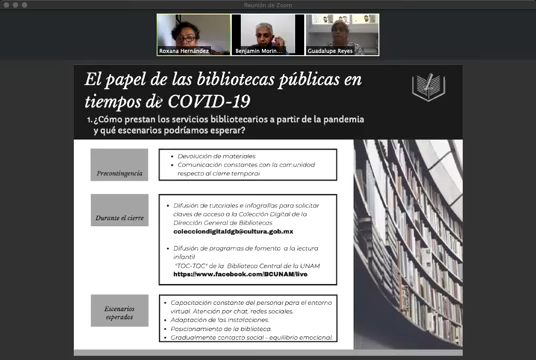 Reunión de Zoom
Roxana Hernández
Benjamin Morin...
Guadalupe Reyes
El papel de las bibliotecas públicas en
tiempos de COVID-19
1. ¿Cómo prestan los servicios bibliotecarios a partir de la pandemia
y qué escenarios podríamos esperar?
Precontingencia
• Devolución de materiales
• Comunicación constantes con la comunidad
respecto al cierre temporal
Durante el cierre
• Difusión de tutoriales e infografías para solicitar
claves de acceso a la Colección Digital de la
Dirección General de Bibliotecas
colecciondigitaldgb@cultura.gob.mx
• Difusión de programas de fomento a la lectura
infantil
"TOC-TOC" de la Biblioteca Central de la UNAM
https://www.facebook.com/BCUNAM/live
Escenarios
esperados
• Capacitación constante del personal para el entorno
virtual. Atención por chat, redes sociales.
• Adaptación de las instalaciones.
• Posicionamiento de la biblioteca.
• Gradualmente contacto social - equilibrio emocional.